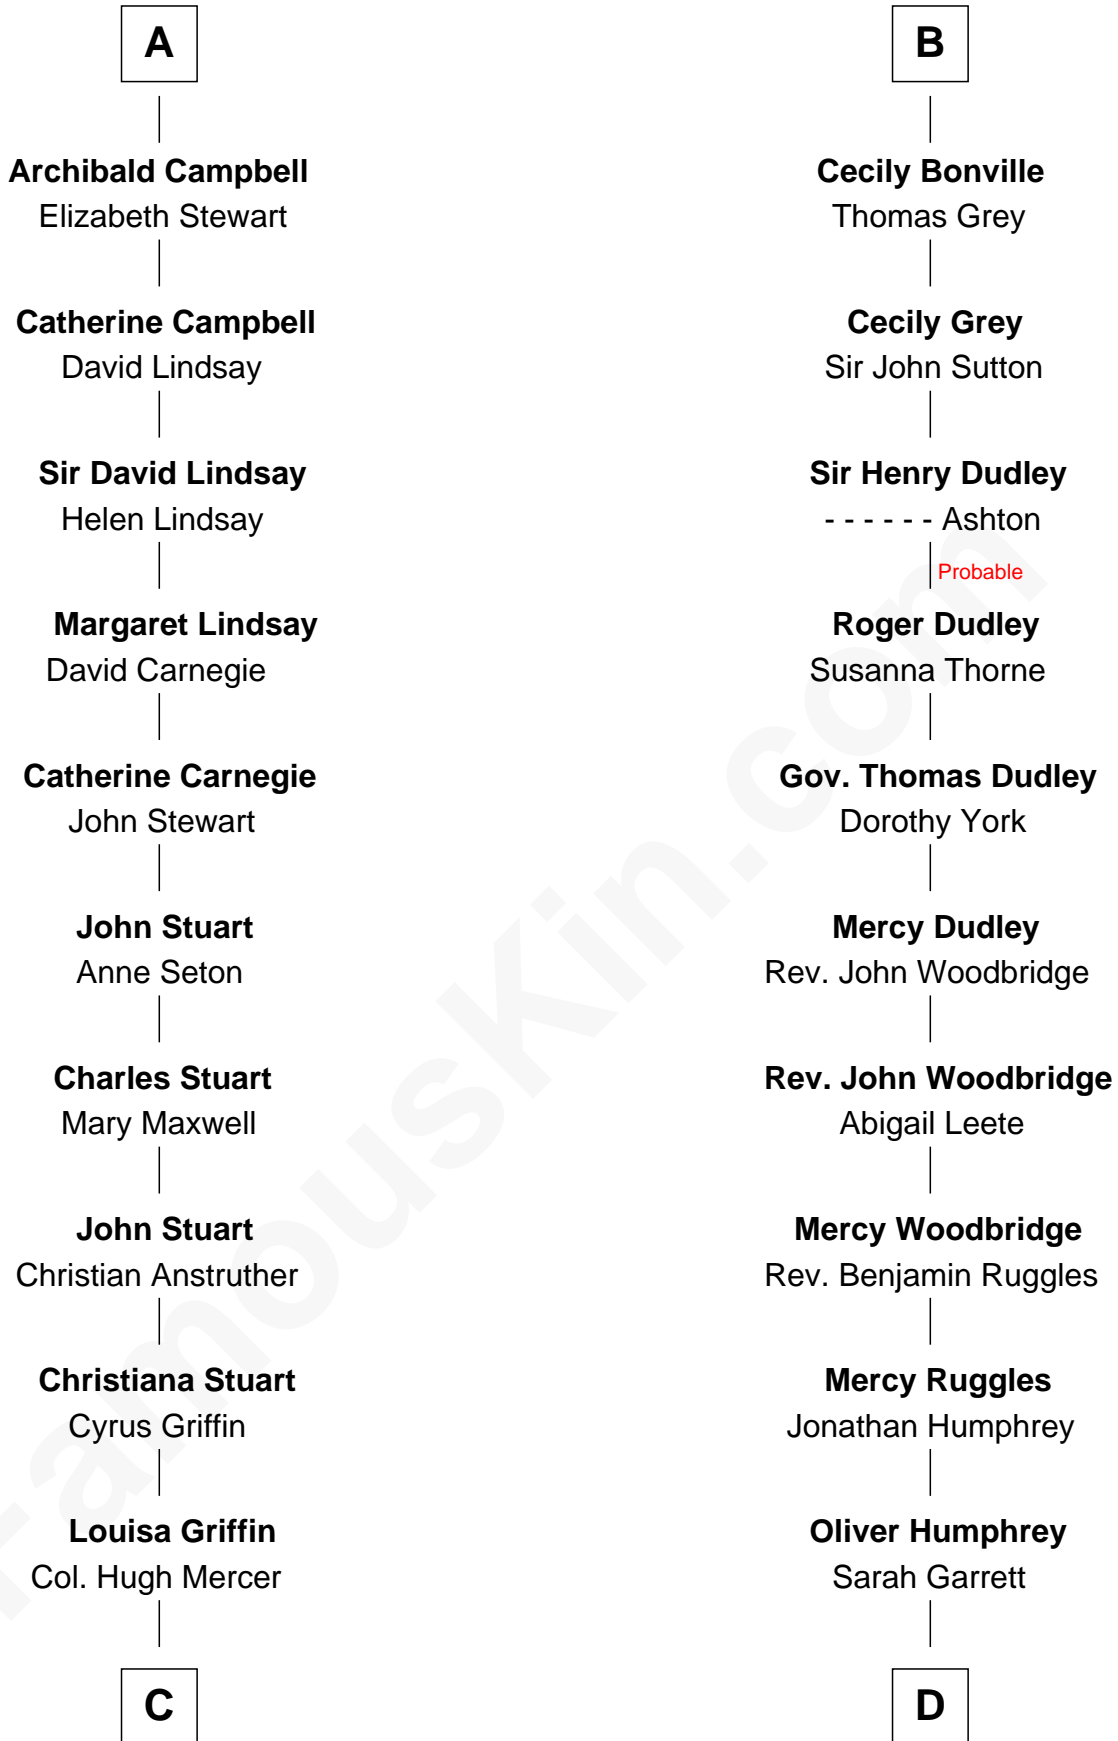 A
Archibald Campbell
Elizabeth Stewart
Catherine Campbell
David Lindsay
Sir David Lindsay
Helen Lindsay
Margaret Lindsay
David Carnegie
Catherine Carnegie
John Stewart
John Stuart
Anne Seton
Charles Stuart
Mary Maxwell
John Stuart
Christian Anstruther
Christiana Stuart
Cyrus Griffin
Louisa Griffin
Col. Hugh Mercer
C
B
Cecily Bonville
Thomas Grey
Cecily Grey
Sir John Sutton
Sir Henry Dudley
- - - - - - Ashton
Probable
Roger Dudley
Susanna Thorne
Gov. Thomas Dudley
Dorothy York
Mercy Dudley
Rev. John Woodbridge
Rev. John Woodbridge
Abigail Leete
Mercy Woodbridge
Rev. Benjamin Ruggles
Mercy Ruggles
Jonathan Humphrey
Oliver Humphrey
Sarah Garrett
D
FamousKin.com